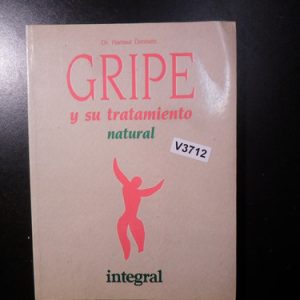 GRIPE
y su tratamiento
natural
V3712
integral